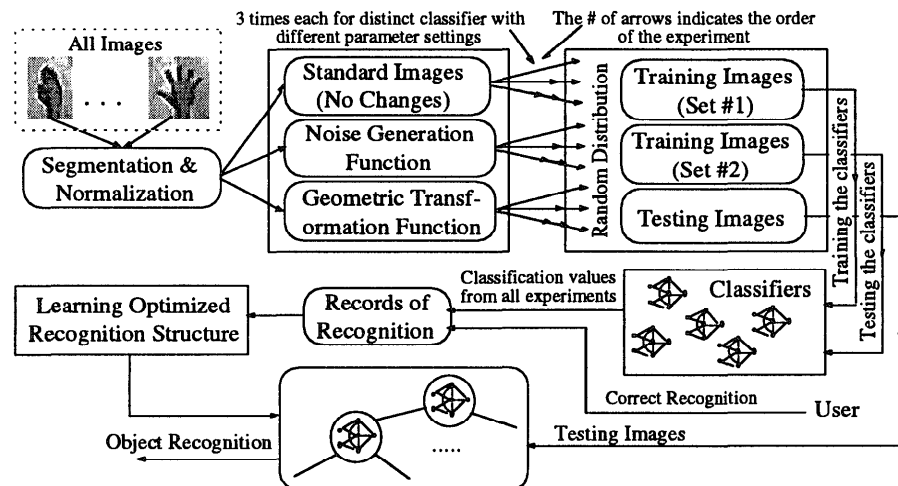 3 times each for distinct classifier with
different parameter settings
The # of arrows indicates the order
of the experiment
All Images
. . .
Segmentation &
Normalization
Standard Images
(No Changes)
Noise Generation
Function
Geometric Transf-
ormation Function
Random Distribution
Training Images
(Set #1)
Training Images
(Set #2)
Testing Images
Training the classifiers
Testing the classifiers
Learning Optimized
Recognition Structure
Records of
Recognition
Classification values
from all experiments
Classifiers
Correct Recognition
User
Object Recognition
.....
Testing Images